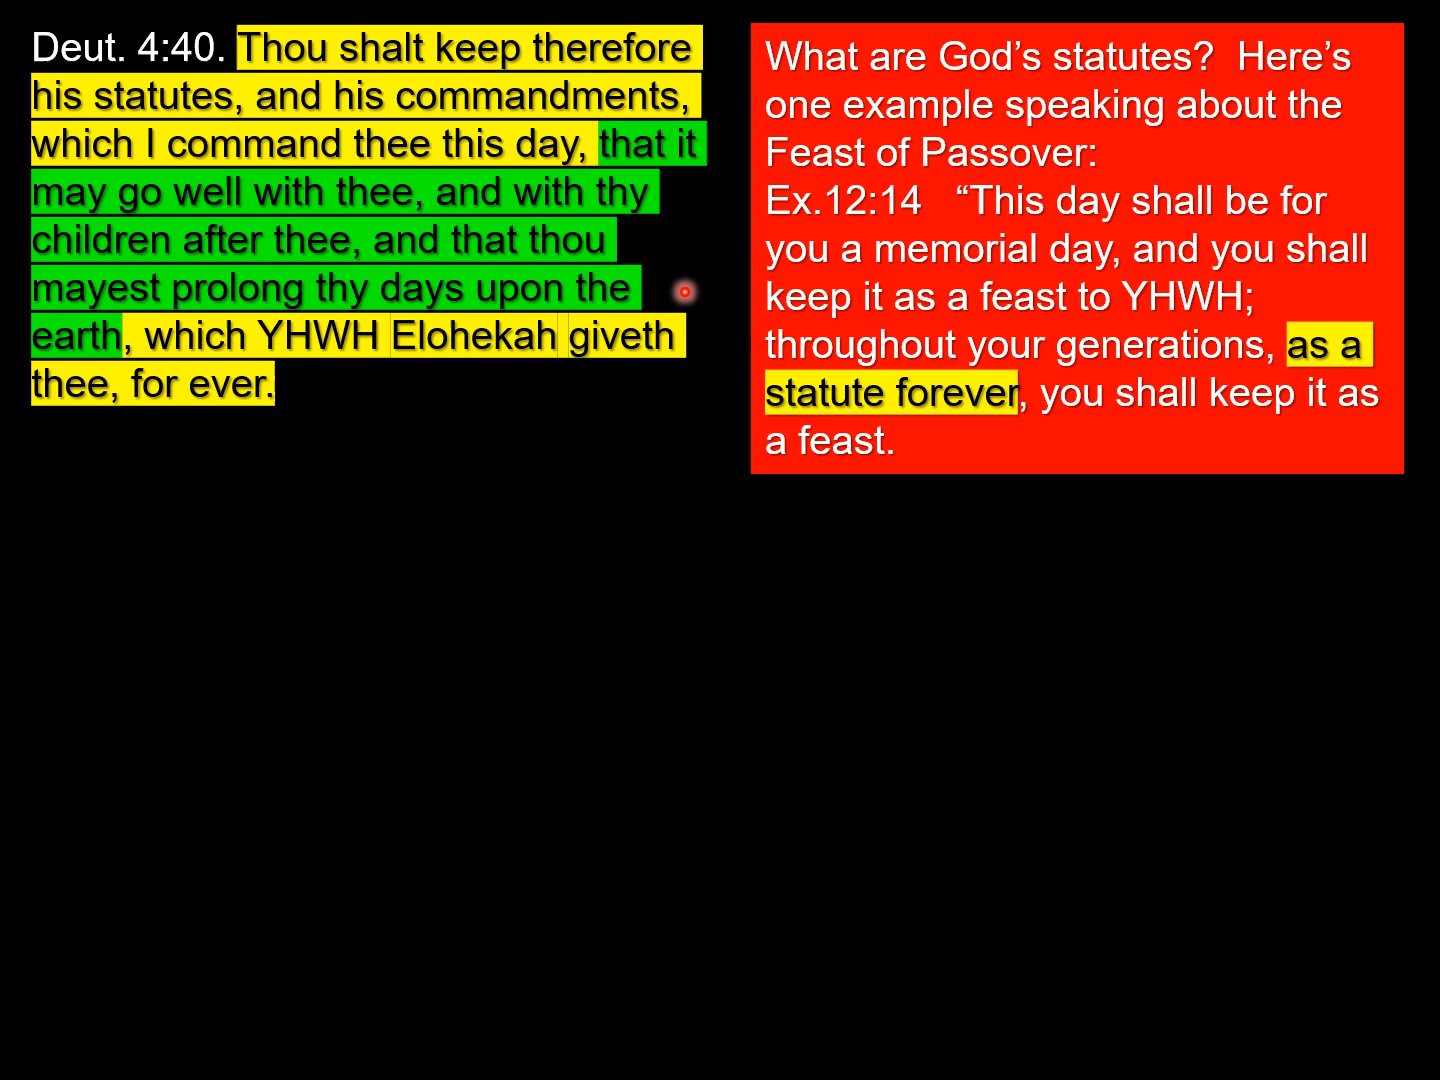 Deut. 4:40. Thou shalt keep therefore
his statutes, and his commandments,
which I command thee this day, that it
may go well with thee, and with thy
children after thee, and that thou
mayest prolong thy days upon the
earth, which YHWH Elohekah giveth
thee, for ever.
What are God’s statutes?  Here’s
one example speaking about the
Feast of Passover:
Ex.12:14   “This day shall be for
you a memorial day, and you shall
keep it as a feast to YHWH;
throughout your generations, as a
statute forever, you shall keep it as
a feast.